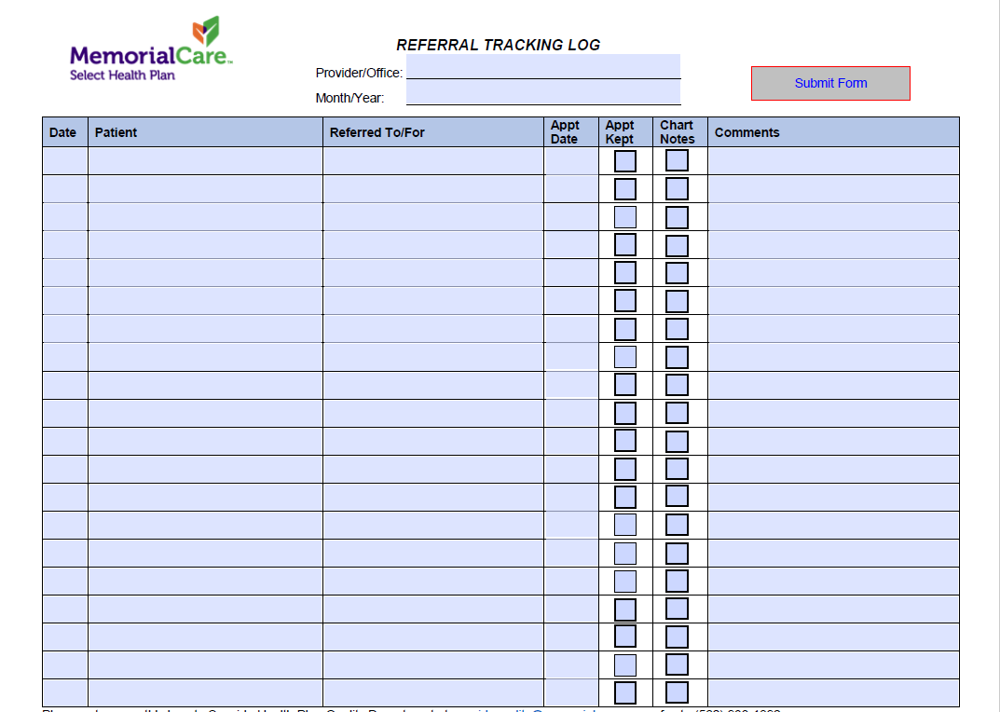 MemorialCare™
Select Health Plan
REFERRAL TRACKING LOG
Provider/Office:
Month/Year:
Submit Form
Date Patient Referred To/For Appt Date Appt Kept Chart Notes Comments